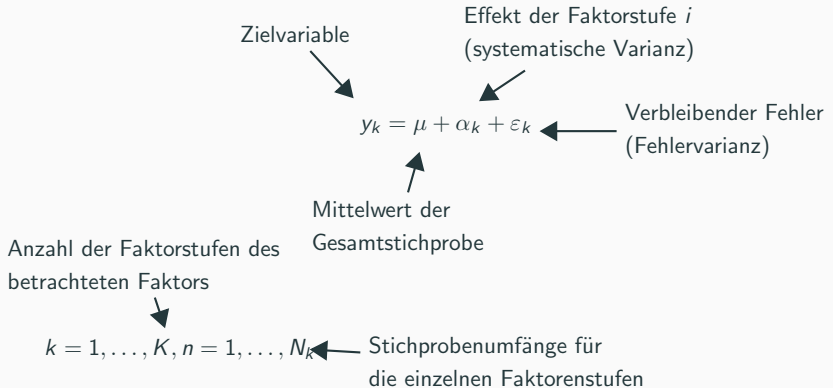 Effekt der Faktorstufe i
Zielvariable
(systematische Varianz)
Verbleibender Fehler
y_k = μ + α_k + ε_k
(Fehlervarianz)
Mittelwert der
Gesamtstichprobe
Anzahl der Faktorstufen des
betrachteten Faktors
k = 1, . . . , K, n = 1, . . . , N_k
Stichprobenumfänge für
die einzelnen Faktorenstufen